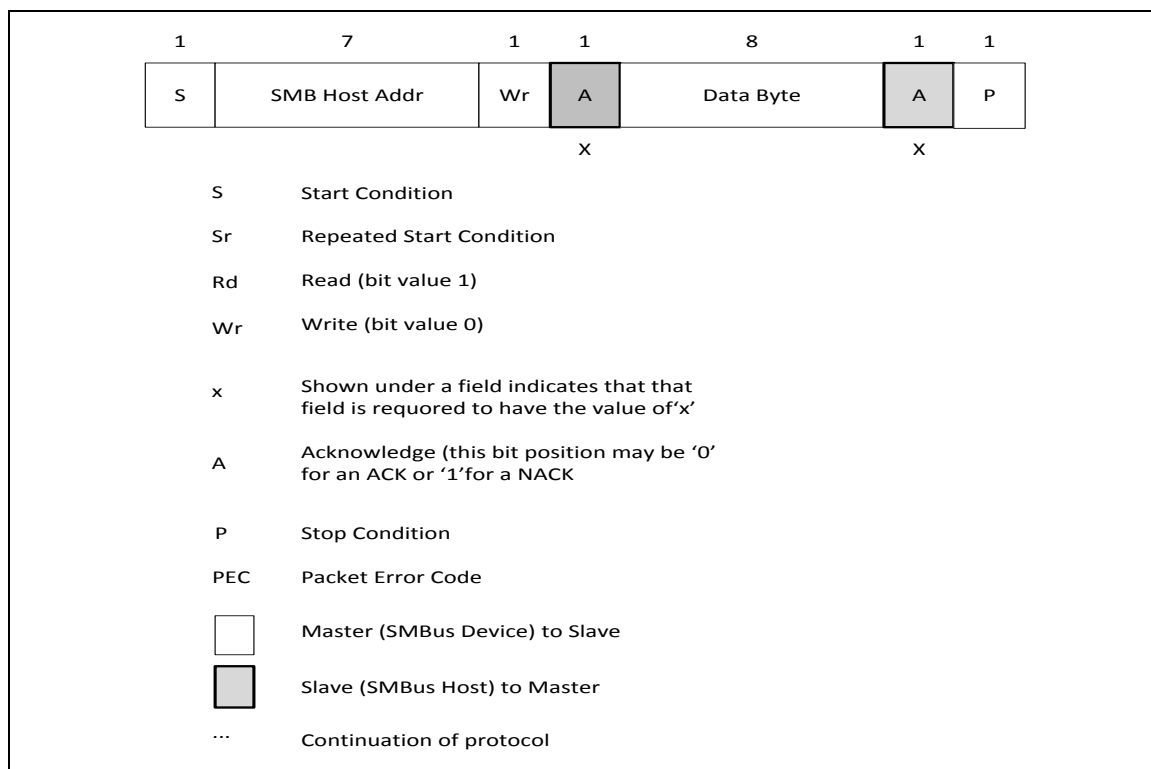 1 7 1 1 8 1 1
S SMB Host Addr Wr A Data Byte A P
x x
S Start Condition
Sr Repeated Start Condition
Rd Read (bit value 1)
Wr Write (bit value 0)
x Shown under a field indicates that that
field is requored to have the value of‘x’
A Acknowledge (this bit position may be ‘0’
for an ACK or ‘1’for a NACK
P Stop Condition
PEC Packet Error Code
Master (SMBus Device) to Slave
Slave (SMBus Host) to Master
... Continuation of protocol